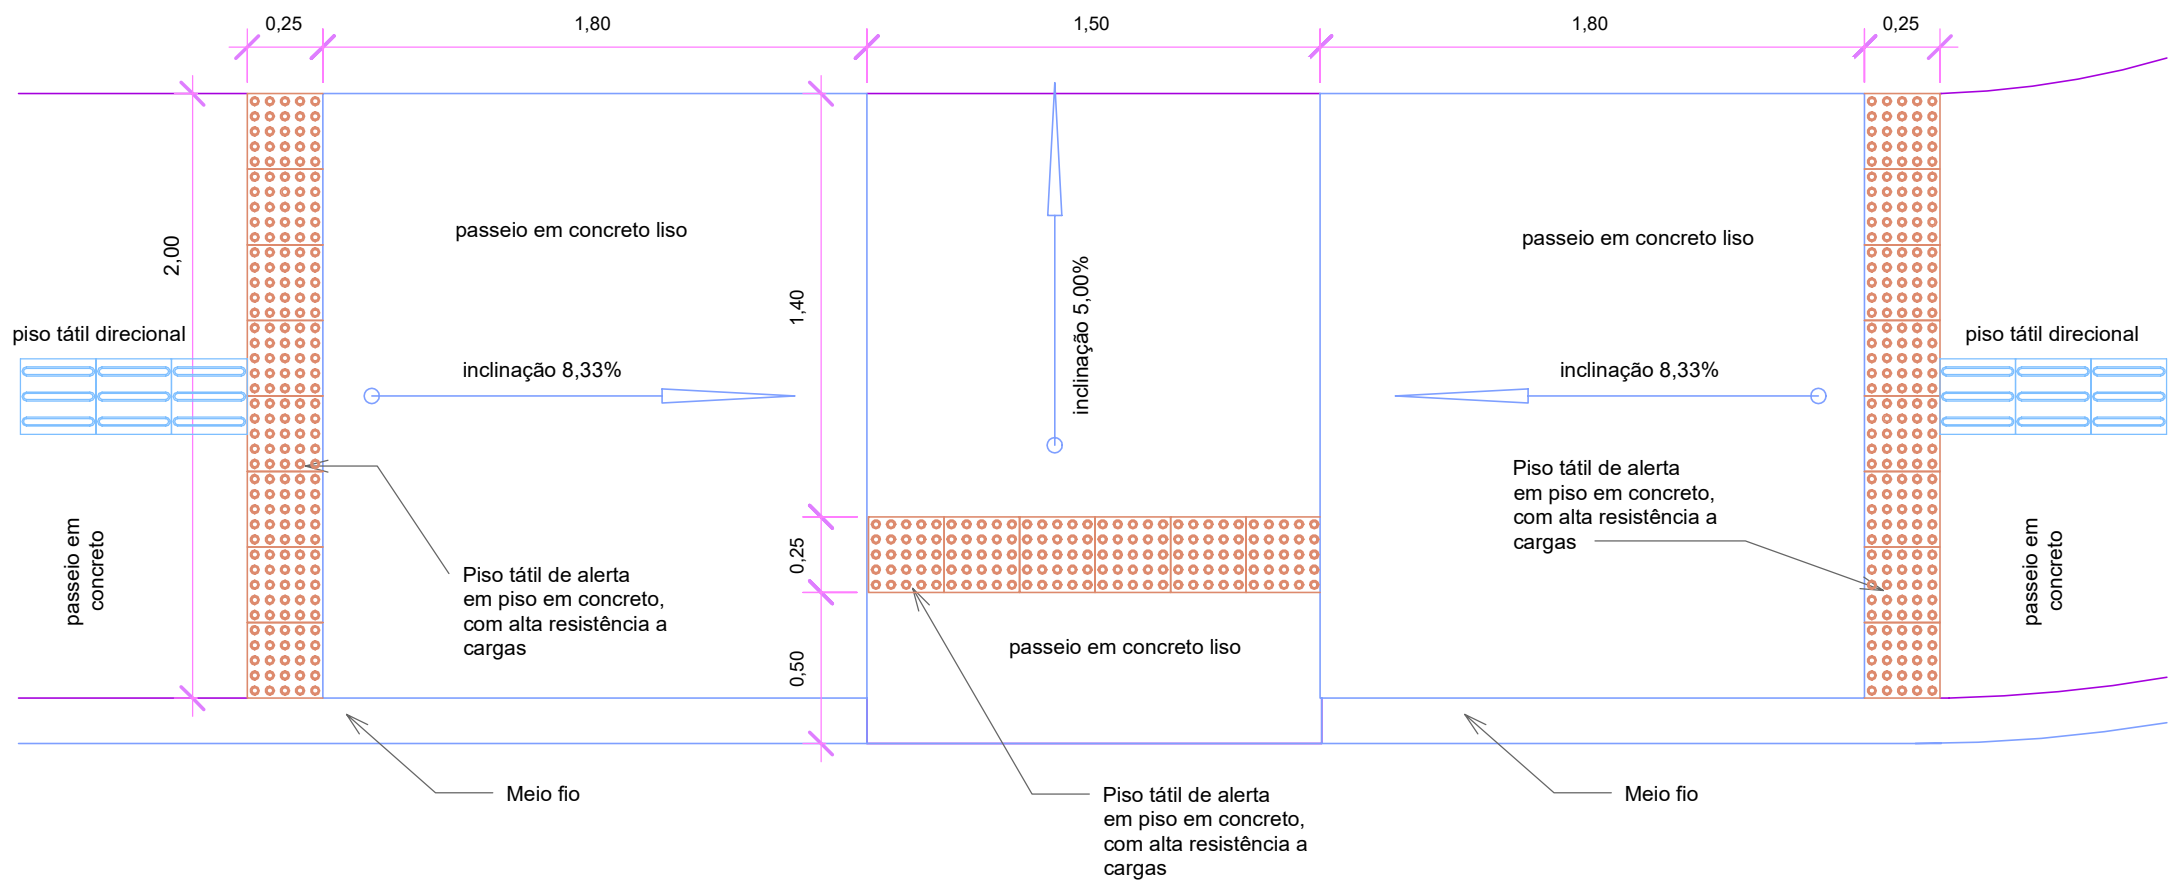 0,25
1,80
1,50
1,80
0,25
2,00
passeio em concreto liso
passeio em concreto liso
1,40
inclinação 5,00%
piso tátil direcional
piso tátil direcional
inclinação 8,33%
inclinação 8,33%
Piso tátil de alerta
em piso em concreto,
com alta resistência a
cargas
passeio em
concreto
0,25
passeio em
concreto
Piso tátil de alerta
em piso em concreto,
com alta resistência a
cargas
0,50
passeio em concreto liso
Meio fio
Piso tátil de alerta
em piso em concreto,
com alta resistência a
cargas
Meio fio